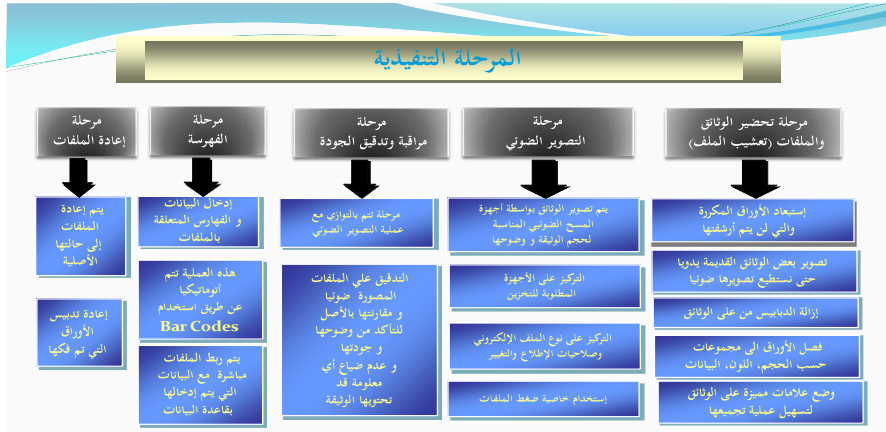 المرحلة التنفيذية
مرحلة تحضير الوثائق
والملفات (تعشيب الملف)
إستبعاد الأوراق المكررة
والتي لن يتم أرشفتها
تصوير بعض الوثائق القديمة يدويا
حتى نستطيع تصويرها ضوئيا
إزالة الدبابيس من على الوثائق
فصل الأوراق الى مجموعات
حسب الحجم، اللون، البيانات
وضع علامات مميزة على الوثائق
لتسهيل عملية تجميعها
مرحلة
التصوير الضوئي
يتم تصوير الوثائق بواسطة أجهزة
المسح الضوئي المناسبة
لحجم الوثيقة و وضوحها
التركيز على الأجهزة
المطلوبة للتخزين
التركيز على نوع الملف الإلكتروني
وصلاحيات الإطلاع والتغيير
إستخدام خاصية ضغط الملفات
مرحلة
مراقبة وتدقيق الجودة
مرحلة تتم بالتوازي مع
عملية التصوير الضوئي
التدقيق علي الملفات
المصورة ضوئيا
و مقارنتها بالأصل
للتأكد من وضوحها
و جودتها
و عدم ضياع أي
معلومة قد
تحتويها الوثيقة
مرحلة
الفهرسة
إدخال البيانات
و الفهارس المتعلقة
بالملفات
هذه العملية تتم
أتوماتيكيا
عن طريق استخدام
Bar Codes
يتم ربط الملفات
مباشرة مع البيانات
التي يتم إدخالها
بقاعدة البيانات
مرحلة
إعادة الملفات
يتم إعادة
الملفات
إلى حالتها
الأصلية
إعادة تدبيس
الأوراق
التي تم فكها